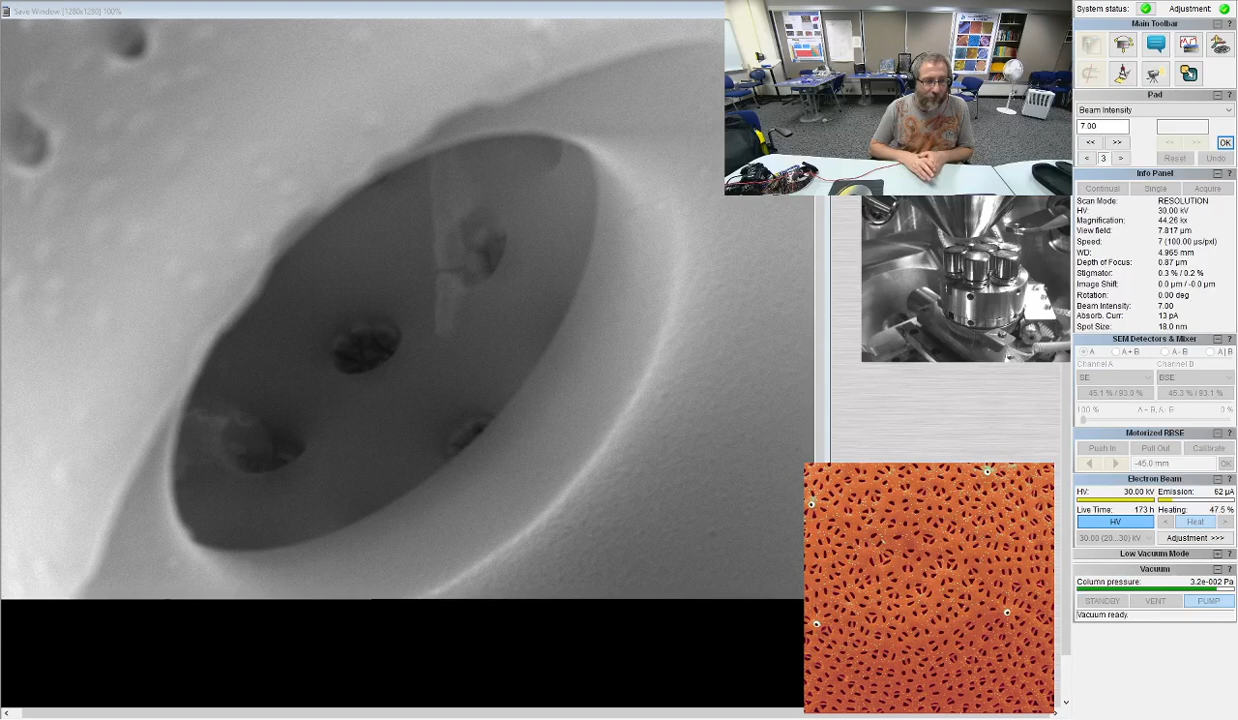 Save Window [1280x1280] 100%
System status: Adjustment:
Main Toolbar
Pad
Beam Intensity
7.00
<< >> << >> OK
< 3 > Reset Undo
Info Panel
Continual Single Acquire
Scan Mode: RESOLUTION
HV: 30.00 kV
Magnification: 44.26 kx
View field: 7.817 µm
Speed: 7 (100.00 µs/pxl)
WD: 4.965 mm
Depth of Focus: 0.87 µm
Stigmator: 0.3 % / 0.2 %
Image Shift: 0.0 µm / -0.0 µm
Rotation: 0.00 deg
Beam Intensity: 7.00
Absorb. Curr: 13 pA
Spot Size: 18.0 nm
SEM Detectors & Mixer
A A+B A-B A|B
Channel A Channel B
SE BSE
45.1 % / 93.0 % 45.3 % / 93.1 %
100 % 0 %
Motorized RBSE
Push In Pull Out Calibrate
-45.0 mm OK
Electron Beam
HV: 30.00 kV Emission: 62 µA
Live Time: 173 h Heating: 47.5 %
HV < Heat >
30.00 (20...30) kV Adjustment >>>
Low Vacuum Mode
Vacuum
Column pressure: 3.2e-002 Pa
STANDBY VENT PUMP
Vacuum ready.